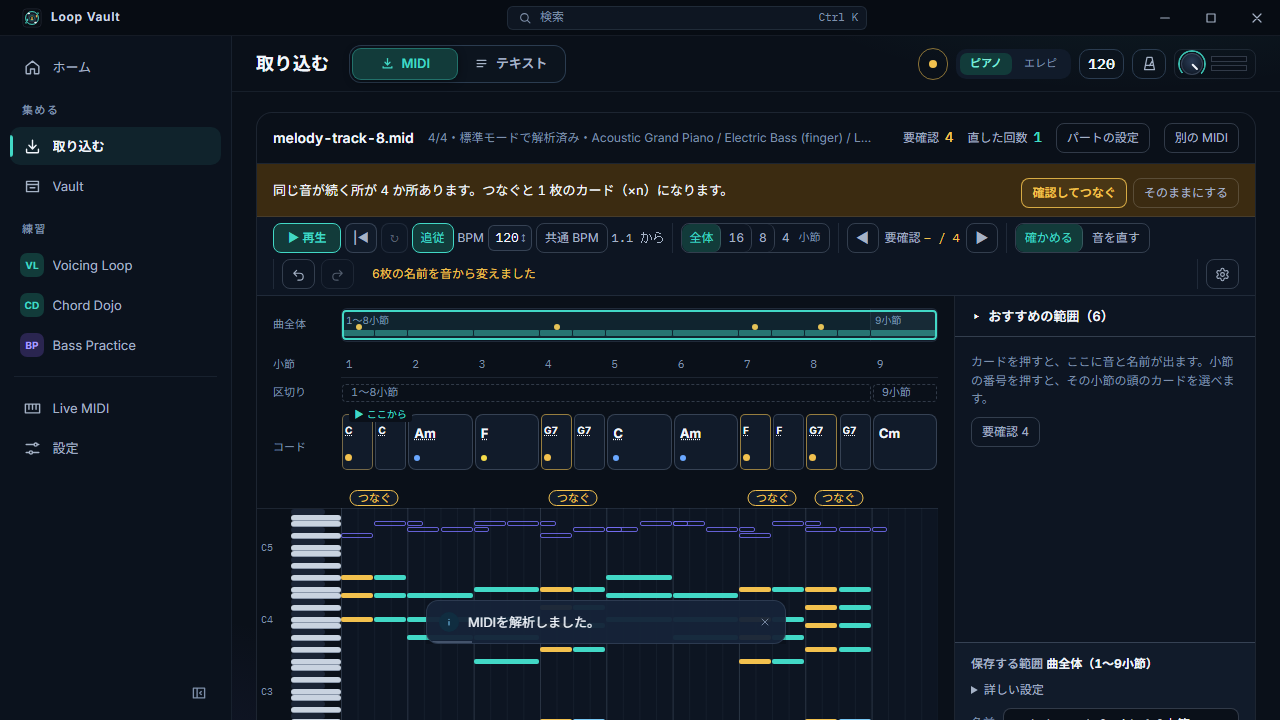 Loop Vault
検索
Ctrl K
ホーム
集める
取り込む
Vault
練習
VL Voicing Loop
CD Chord Dojo
BP Bass Practice
Live MIDI
設定
取り込む
MIDI
テキスト
ピアノ
エレピ
120
melody-track-8.mid
4/4・標準モードで解析済み・Acoustic Grand Piano / Electric Bass (finger) / L...
要確認 4
直した回数 1
パートの設定
別の MIDI
同じ音が続く所が 4 か所あります。つなぐと 1 枚のカード（×n）になります。
確認してつなぐ
そのままにする
▶ 再生
追従
BPM
120
共通 BPM
1.1 から
全体
16
8
4
小節
◀
要確認 − / 4
▶
確かめる
音を直す
6枚の名前を音から変えました
曲全体
1〜8小節
9小節
小節
1 2 3 4 5 6 7 8 9
区切り
1〜8小節
9小節
▶ ここから
コード
C C Am F G7 G7 C Am F F G7 G7 Cm
つなぐ つなぐ つなぐ つなぐ
C5
C4
C3
MIDIを解析しました。
おすすめの範囲（6）
カードを押すと、ここに音と名前が出ます。小節
の番号を押すと、その小節の頭のカードを選べま
す。
要確認 4
保存する範囲 曲全体（1〜9小節）
▶ 詳しい設定